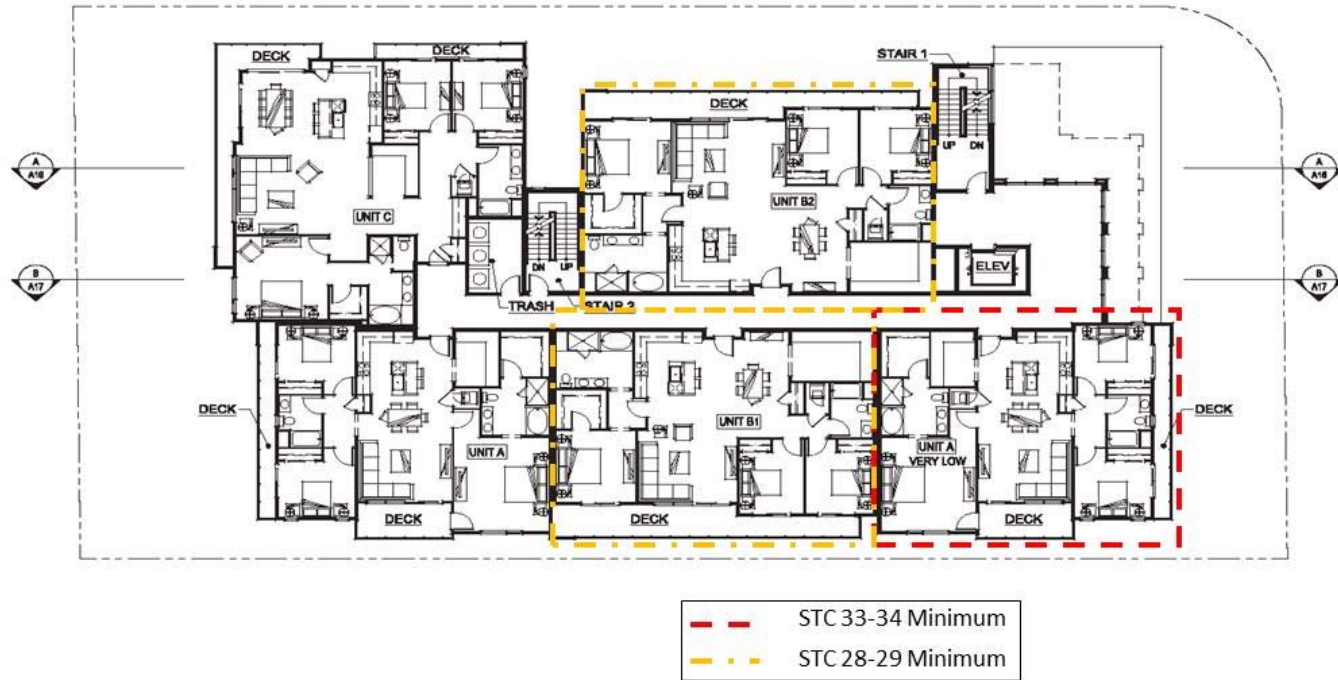 DECK
DECK
STAIR 1
DECK
UP DN
A
A16
A
A16
UNIT C
UNIT B2
B
A17
DN UP
ELEV
B
A17
TRASH
STAIR 2
DECK
UNIT A
UNIT B1
UNIT A
VERY LOW
DECK
DECK
DECK
DECK
STC 33-34 Minimum
STC 28-29 Minimum